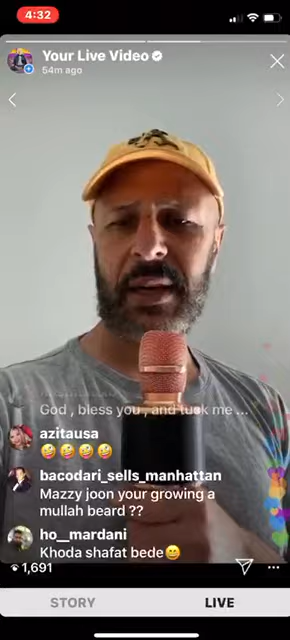 4:32
Your Live Video
54m ago
God , bless you , and tuck me ...
azitausa
bacodari_sells_manhattan
Mazzy joon your growing a
mullah beard ??
ho__mardani
Khoda shafat bede
1,691
STORY
LIVE